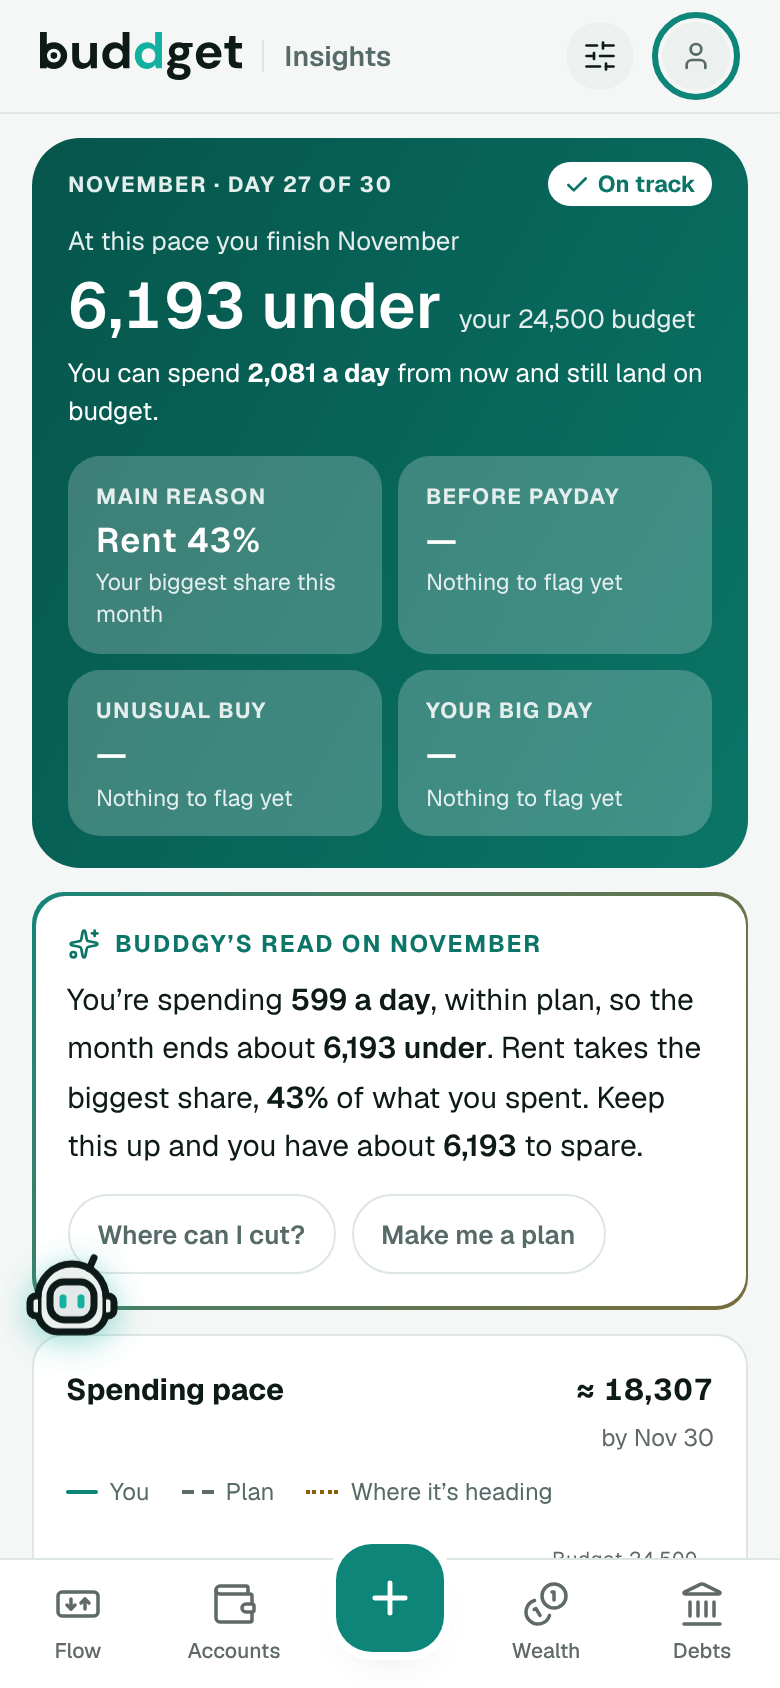 buddget
Insights
NOVEMBER · DAY 27 OF 30
On track
At this pace you finish November
6,193 under your 24,500 budget
You can spend 2,081 a day from now and still land on
budget.
MAIN REASON
Rent 43%
Your biggest share this
month
BEFORE PAYDAY
—
Nothing to flag yet
UNUSUAL BUY
—
Nothing to flag yet
YOUR BIG DAY
—
Nothing to flag yet
BUDDGY’S READ ON NOVEMBER
You’re spending 599 a day, within plan, so the
month ends about 6,193 under. Rent takes the
biggest share, 43% of what you spent. Keep
this up and you have about 6,193 to spare.
Where can I cut?
Make me a plan
Spending pace
≈ 18,307
by Nov 30
You
Plan
Where it’s heading
Budget 24,500
Flow
Accounts
Wealth
Debts